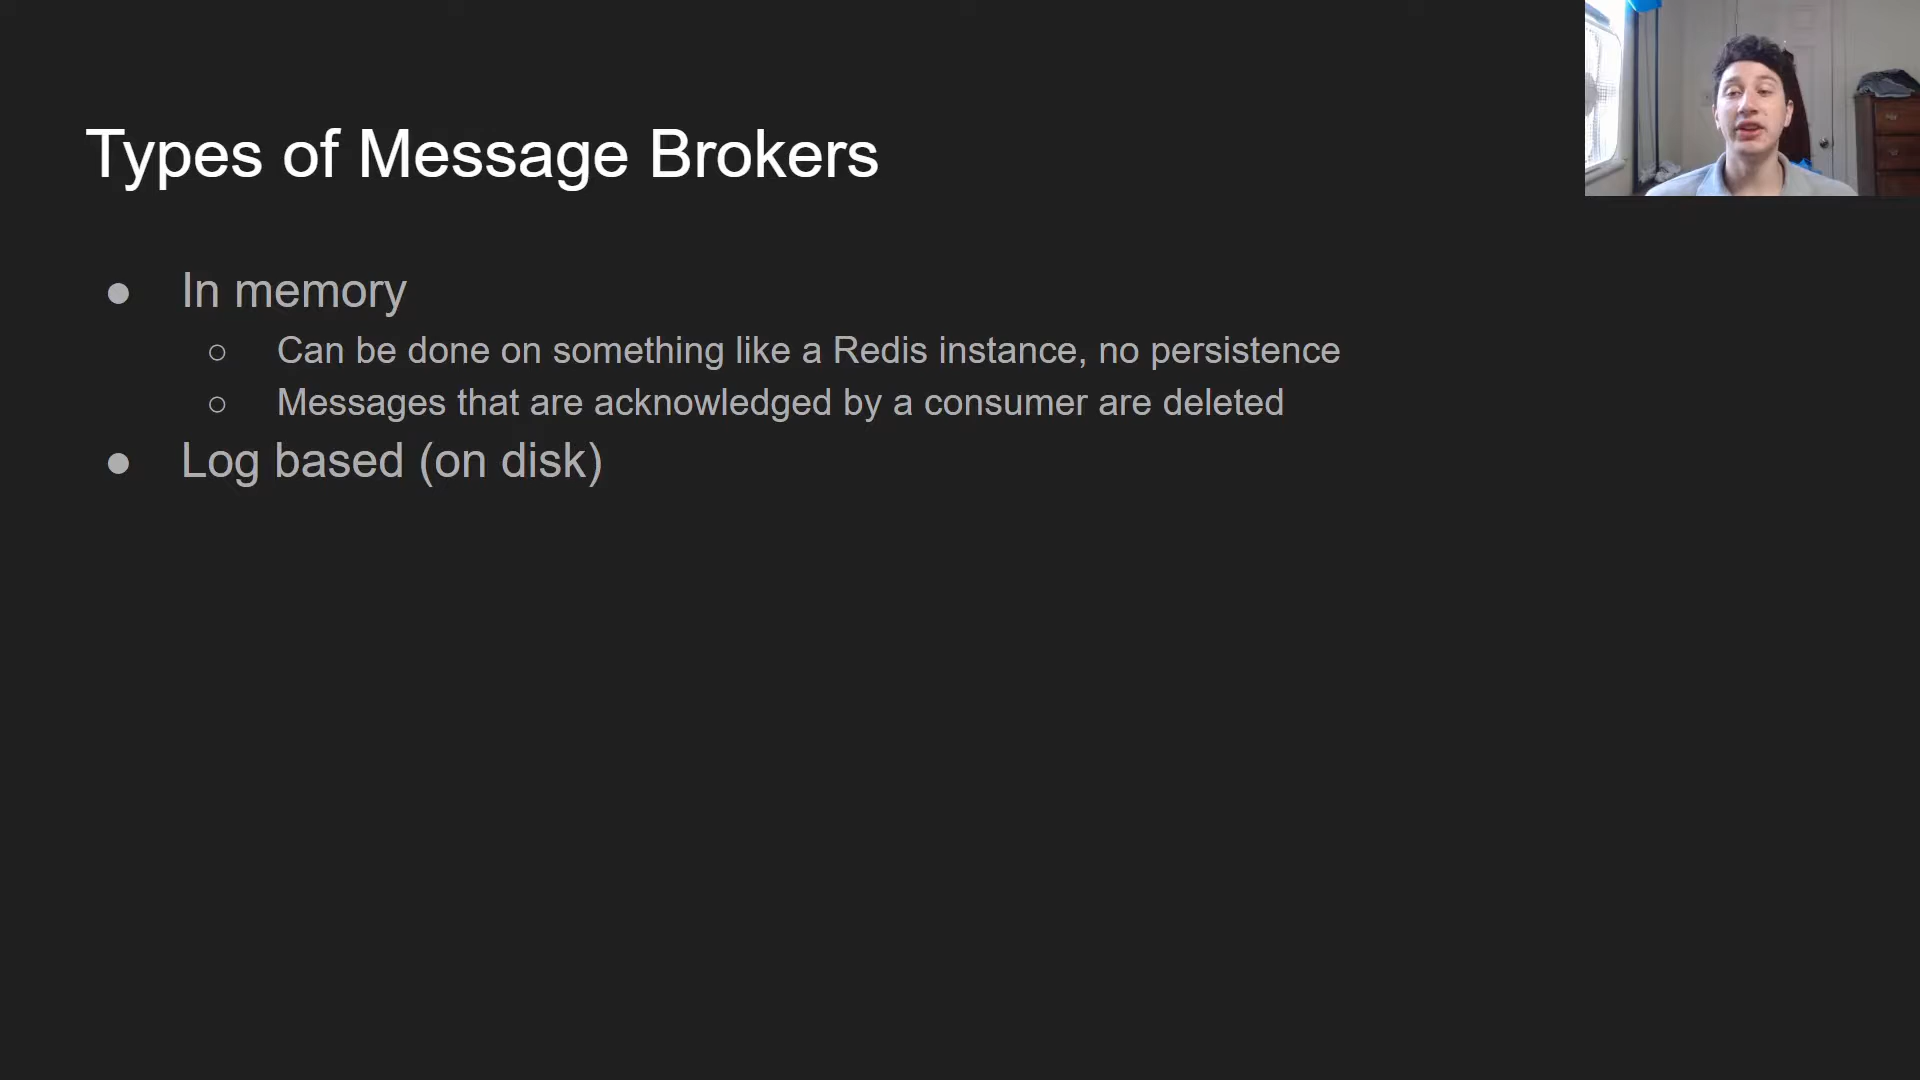 Types of Message Brokers
● In memory
○ Can be done on something like a Redis instance, no persistence
○ Messages that are acknowledged by a consumer are deleted
● Log based (on disk)